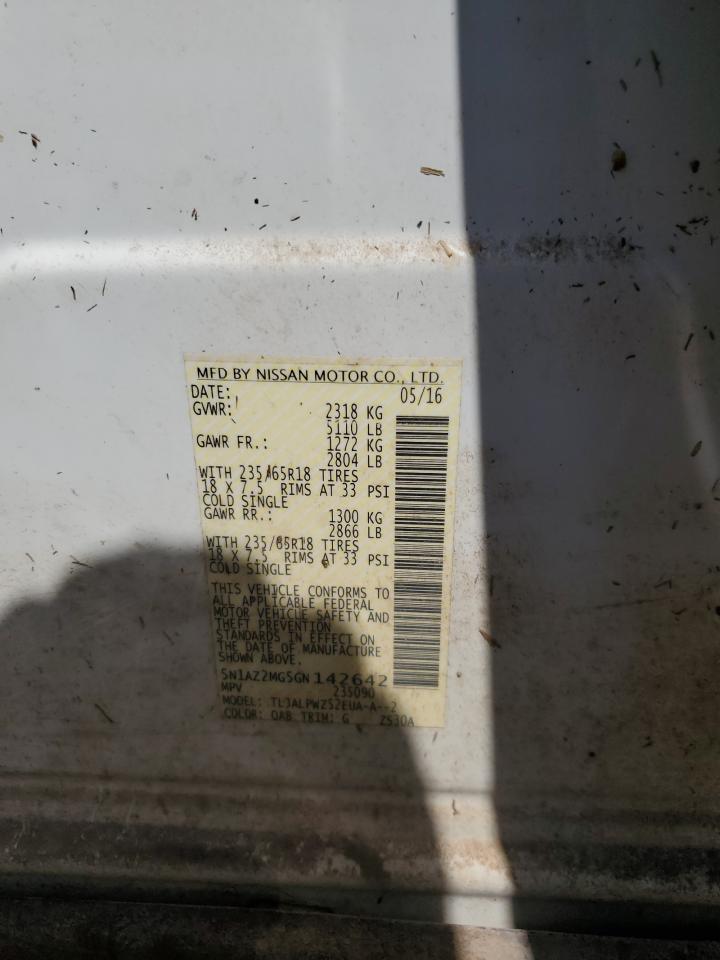 MFD BY NISSAN MOTOR CO., LTD.
DATE: 05/16
GVWR: 2318 KG
5110 LB
GAWR FR.: 1272 KG
2804 LB
WITH 235/65R18 TIRES
18 X 7.5 RIMS AT 33 PSI
COLD SINGLE
GAWR RR.: 1300 KG
2866 LB
WITH 235/65R18 TIRES
18 X 7.5 RIMS AT 33 PSI
COLD SINGLE
THIS VEHICLE CONFORMS TO
ALL APPLICABLE FEDERAL
MOTOR VEHICLE SAFETY AND
THEFT PREVENTION
STANDARDS IN EFFECT ON
THE DATE OF MANUFACTURE
SHOWN ABOVE.
5N1AZ2MG5GN142642
MPV 235090
MODEL: TLJALPWZ52EUA-A--2
COLOR: QAB TRIM: G Z530A